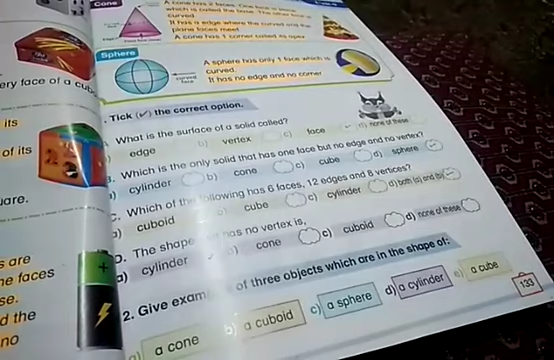 Cone
A cone has 2 faces. One face is
which is called the base. The other face is
curved.
It has a edge where the curved and the
plane faces meet.
A cone has 1 corner called its apex
Sphere
curved
face
A sphere has only 1 face which is
curved.
It has no edge and no corner
ery face of a cub
its
of its
uare.
s are
ne faces
se.
d the
no
. Tick (✓) the correct option.
What is the surface of a solid called?
edge
vertex
c) face
d) none of these
. Which is the only solid that has one face but no edge and no vertex?
) cylinder
b) cone
c) cube
d) sphere
C. Which of the following has 6 faces, 12 edges and 8 vertices?
) cuboid
cube
c) cylinder
d) both (a) and (b)
D. The shape has no vertex is,
a) cylinder
b) cone
c) cuboid
d) none of these
2. Give exam of three objects which are in the shape of:
a) a cone
b) a cuboid
c) a sphere
d) a cylinder
e) a cube
133